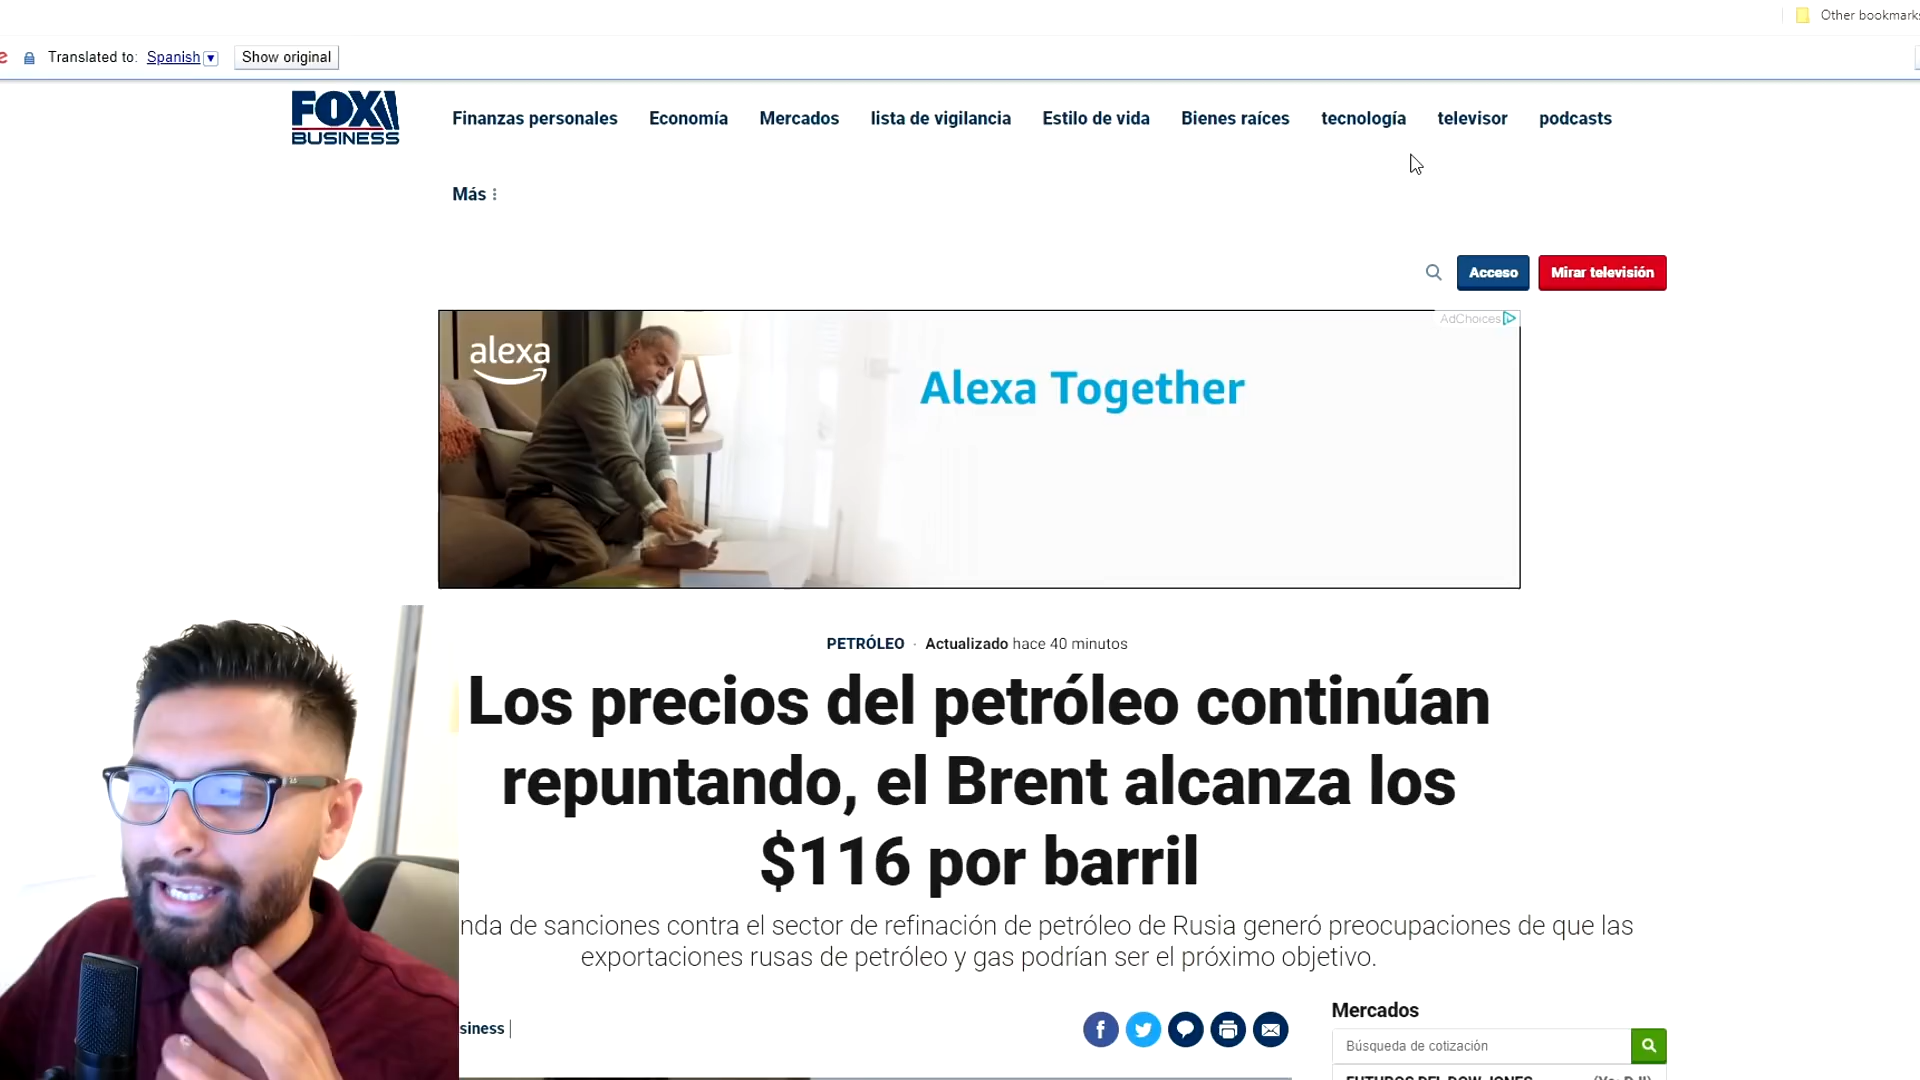 Other bookmarks
Translated to: Spanish Show original
FOX BUSINESS
Finanzas personales Economía Mercados lista de vigilancia Estilo de vida Bienes raíces tecnología televisor podcasts
Más
Acceso Mirar televisión
AdChoices
alexa
Alexa Together
PETRÓLEO · Actualizado hace 40 minutos
Los precios del petróleo continúan
repuntando, el Brent alcanza los
$116 por barril
nda de sanciones contra el sector de refinación de petróleo de Rusia generó preocupaciones de que las
exportaciones rusas de petróleo y gas podrían ser el próximo objetivo.
siness |
Mercados
Búsqueda de cotización
FUTUROS DEL DOW JONES